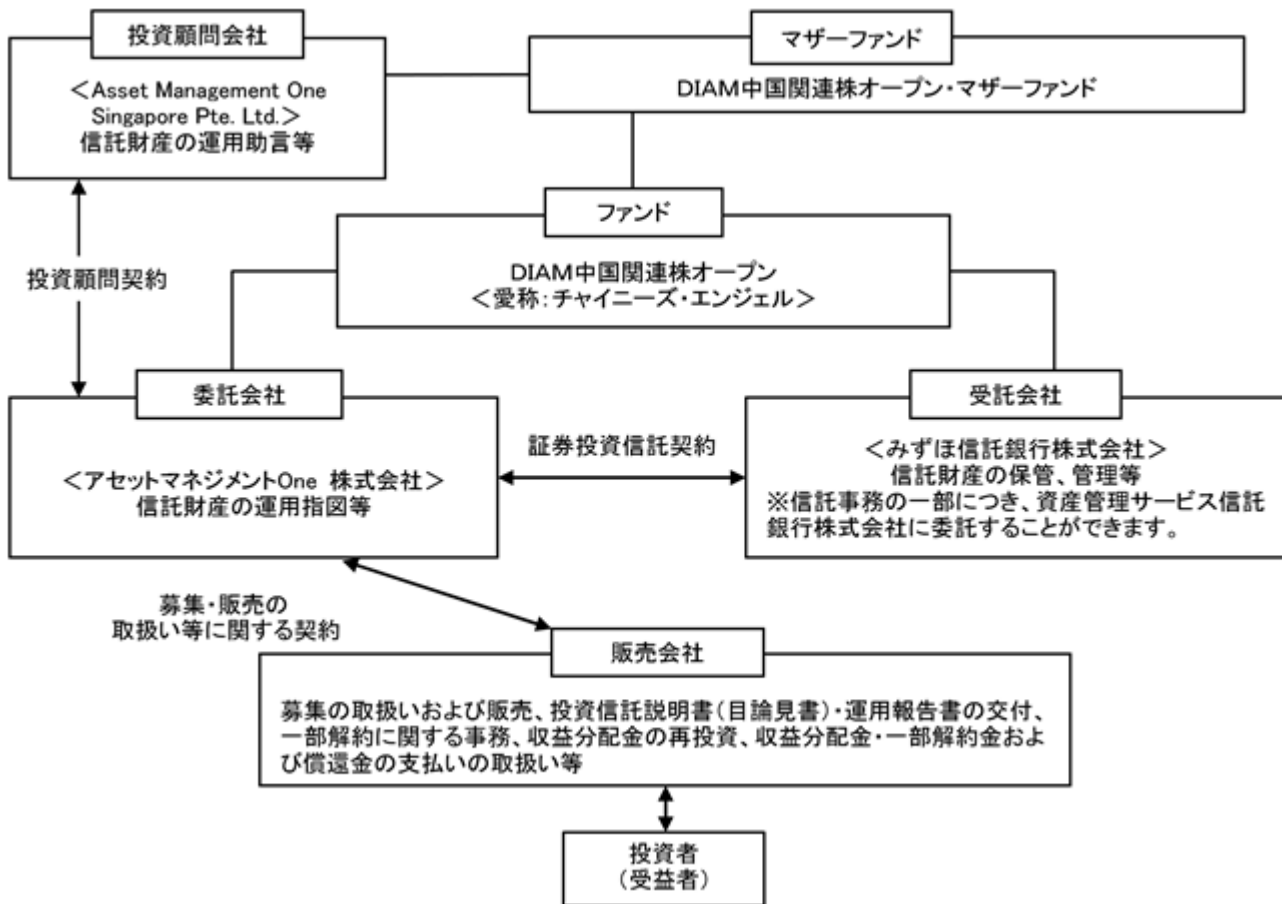 投資顧問会社
<Asset Management One
Singapore Pte. Ltd.>
信託財産の運用助言等
マザーファンド
DIAM中国関連株オープン・マザーファンド
ファンド
DIAM中国関連株オープン
<愛称：チャイニーズ・エンジェル>
投資顧問契約
委託会社
<アセットマネジメントOne 株式会社>
信託財産の運用指図等
証券投資信託契約
受託会社
<みずほ信託銀行株式会社>
信託財産の保管、管理等
※信託事務の一部につき、資産管理サービス信託
銀行株式会社に委託することができます。
募集・販売の
取扱い等に関する契約
販売会社
募集の取扱いおよび販売、投資信託説明書（目論見書）・運用報告書の交付、
一部解約に関する事務、収益分配金の再投資、収益分配金・一部解約金およ
び償還金の支払いの取扱い等
投資者
（受益者）